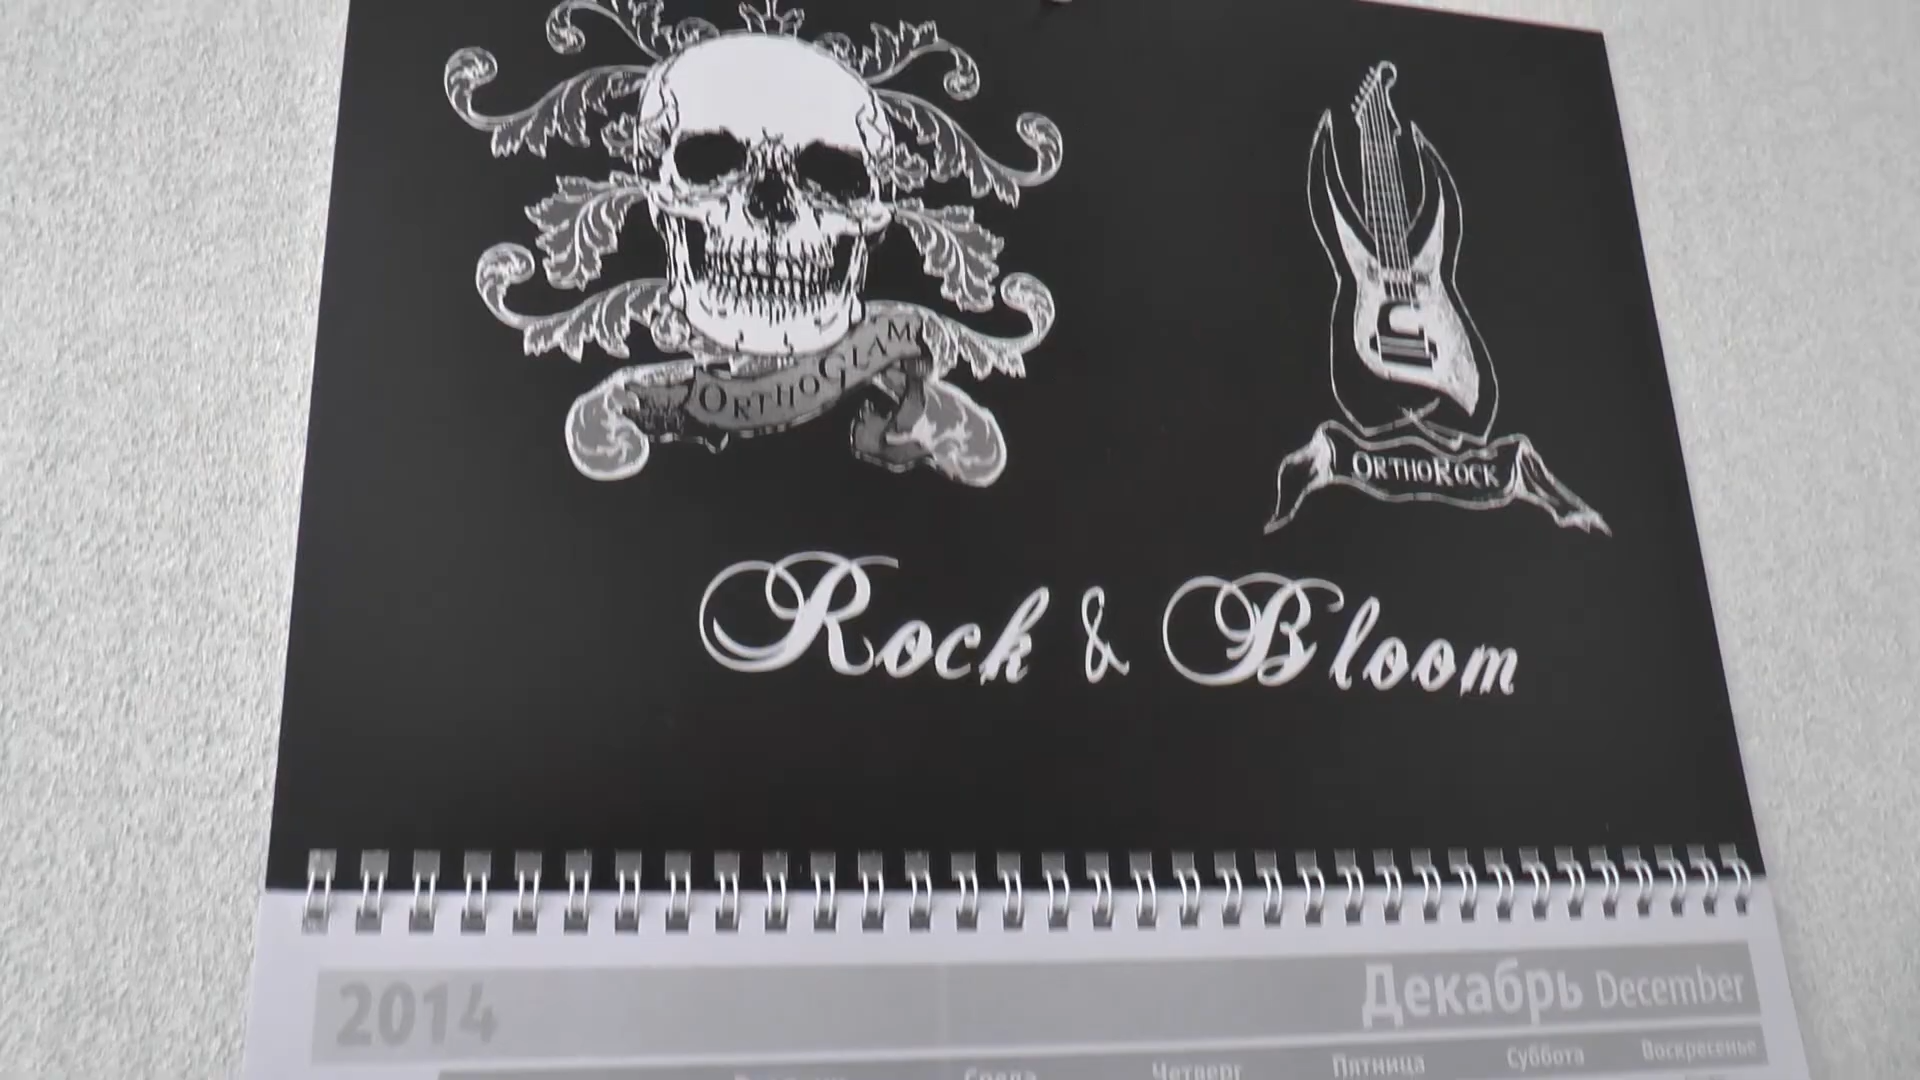 OrthoGlam
OrthoRock
Rock & Bloom
2014
Декабрь December
Среда Четверг Пятница Суббота Воскресенье